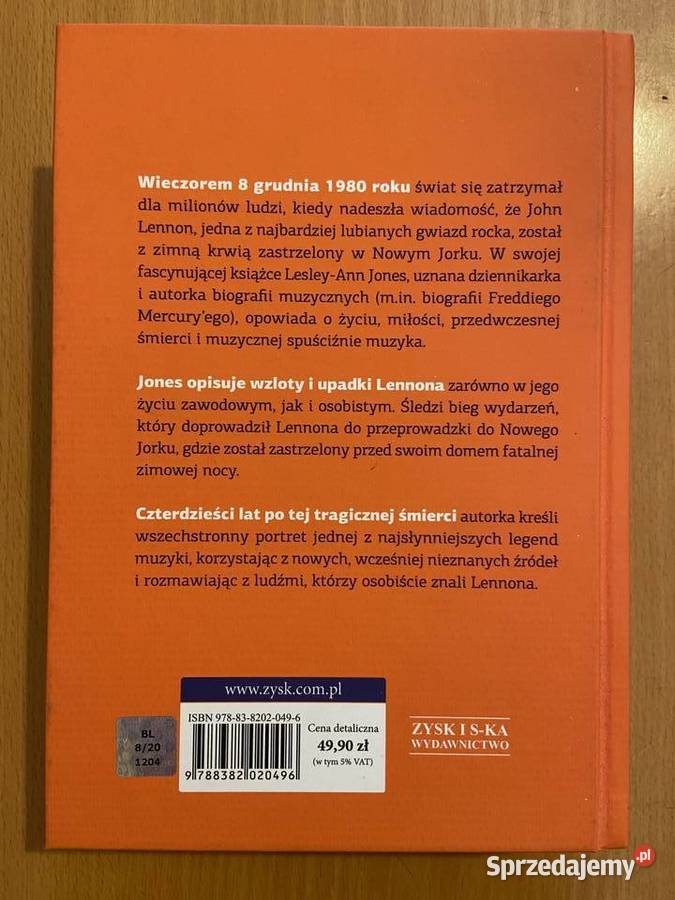 Wieczorem 8 grudnia 1980 roku świat się zatrzymał
dla milionów ludzi, kiedy nadeszła wiadomość, że John
Lennon, jedna z najbardziej lubianych gwiazd rocka, został
z zimną krwią zastrzelony w Nowym Jorku. W swojej
fascynującej książce Lesley-Ann Jones, uznana dziennikarka
i autorka biografii muzycznych (m.in. biografii Freddiego
Mercury'ego), opowiada o życiu, miłości, przedwczesnej
śmierci i muzycznej spuściźnie muzyka.
Jones opisuje wzloty i upadki Lennona zarówno w jego
życiu zawodowym, jak i osobistym. Śledzi bieg wydarzeń,
który doprowadził Lennona do przeprowadzki do Nowego
Jorku, gdzie został zastrzelony przed swoim domem fatalnej
zimowej nocy.
Czterdzieści lat po tej tragicznej śmierci autorka kreśli
wszechstronny portret jednej z najsłynniejszych legend
muzyki, korzystając z nowych, wcześniej nieznanych źródeł
i rozmawiając z ludźmi, którzy osobiście znali Lennona.
www.zysk.com.pl
ISBN 978-83-8202-049-6
9 788382 020496
Cena detaliczna
49,90 zł
(w tym 5% VAT)
BL
8/20
1204
ZYSK I S-KA
WYDAWNICTWO
Sprzedajemy.pl